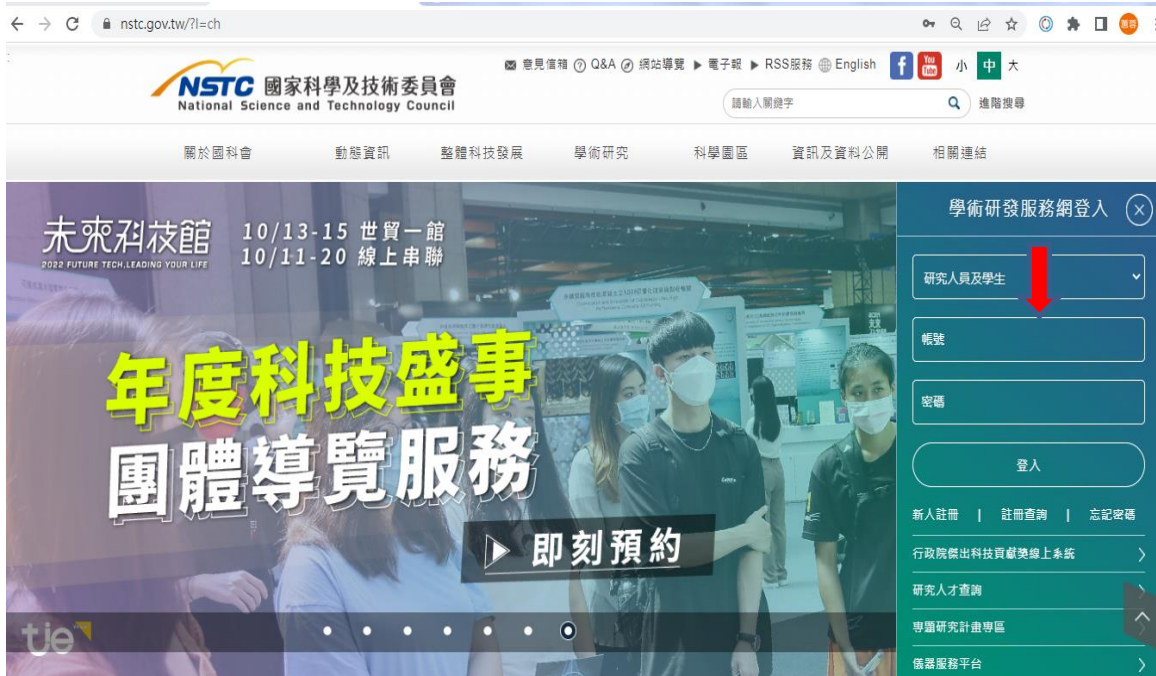 nstc.gov.tw/?l=ch
意見信箱 Q&A 網站導覽 ▶ 電子報 ▶ RSS服務 English f You Tube 小 中 大
NSTC 國家科學及技術委員會
National Science and Technology Council
請輸入關鍵字 進階搜尋
關於國科會 動態資訊 整體科技發展 學術研究 科學園區 資訊及資料公開 相關連結
未來科技館
2022 FUTURE TECH,LEADING YOUR LIFE
10/13-15 世貿一館
10/11-20 線上串聯
年度科技盛事
團體導覽服務
▶ 即刻預約
tie
學術研發服務網登入
研究人員及學生
帳號
密碼
登入
新人註冊 | 註冊查詢 | 忘記密碼
行政院傑出科技貢獻獎線上系統
研究人才查詢
專題研究計畫專區
儀器服務平台